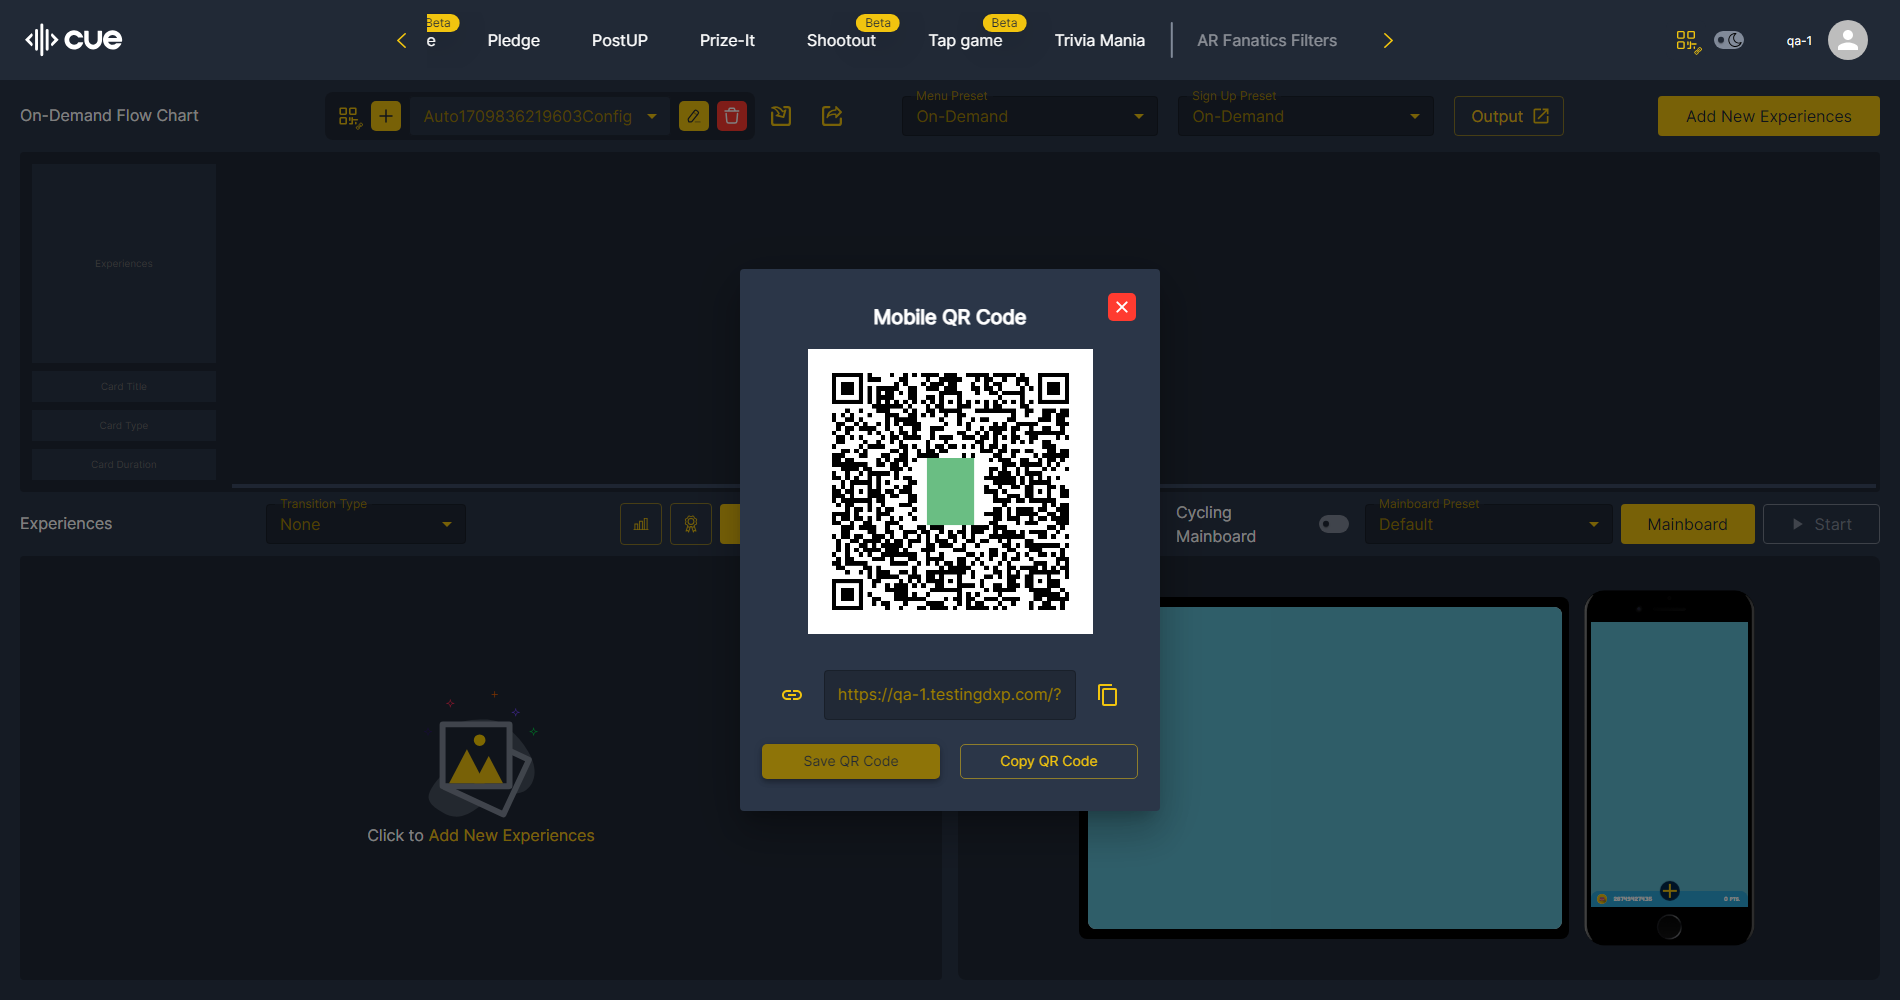 cue
e
Beta
Pledge
PostUP
Prize-It
Shootout
Beta
Tap game
Beta
Trivia Mania
AR Fanatics Filters
qa-1
On-Demand Flow Chart
Auto1709836219603Config
Menu Preset
On-Demand
Sign Up Preset
On-Demand
Output
Add New Experiences
Experiences
Card Title
Card Type
Card Duration
Mobile QR Code
https://qa-1.testingdxp.com/?
Save QR Code
Copy QR Code
Experiences
Transition Type
None
Cycling
Mainboard
Mainboard Preset
Default
Mainboard
Start
Click to Add New Experiences
0 PTS